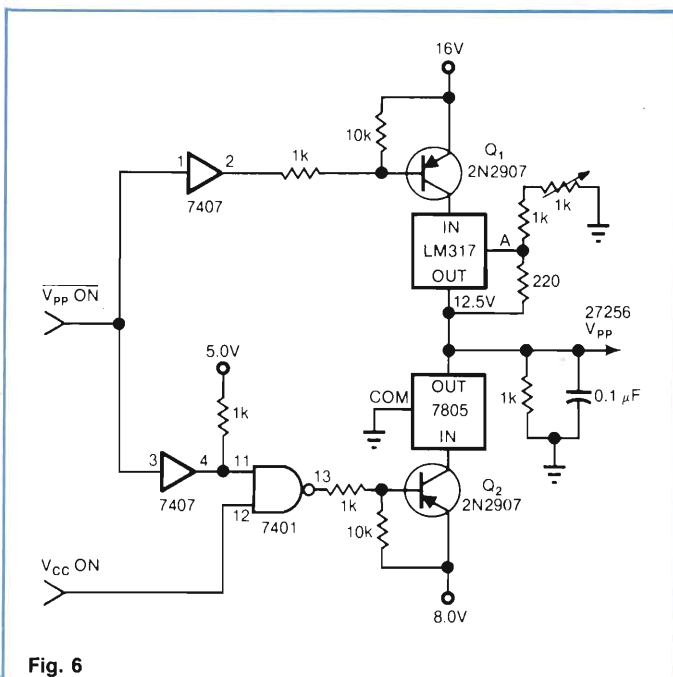 16V
10k
Q1
2N2907
1 2
1k
7407
IN
LM317
OUT
A
1k
1k
220
VPP ON
12.5V
27256
VPP
5.0V
1k
COM
OUT
7805
IN
1k
0.1 μF
3 4
7407
11
12
13
7401
1k
10k
Q2
2N2907
VCC ON
8.0V
Fig. 6